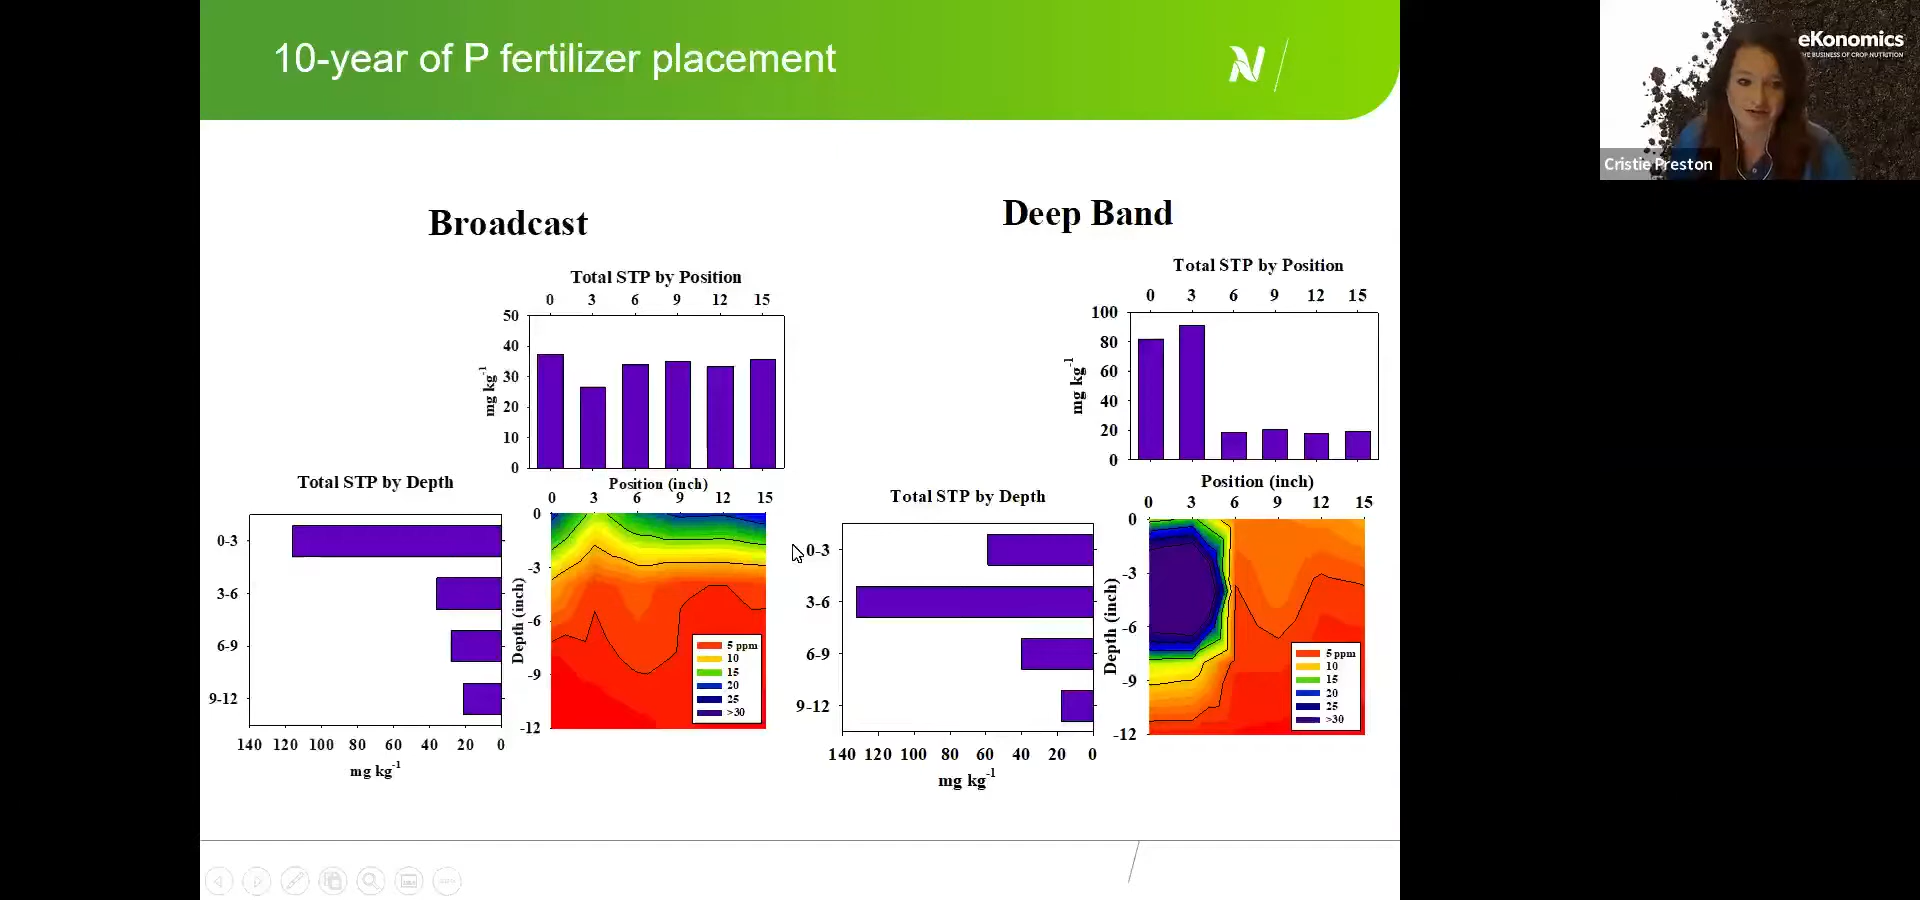 10-year of P fertilizer placement
eKonomics
THE BUSINESS OF CROP NUTRITION
Cristie Preston
Broadcast
Total STP by Position
0 3 6 9 12 15
50
40
30
20
10
0
mg kg-1
Position (inch)
0 3 6 9 12 15
Total STP by Depth
0-3
3-6
6-9
9-12
140 120 100 80 60 40 20 0
mg kg-1
0
-3
-6
-9
-12
Depth (inch)
5 ppm
10
15
20
25
>30
Deep Band
Total STP by Position
0 3 6 9 12 15
100
80
60
40
20
0
mg kg-1
Position (inch)
0 3 6 9 12 15
Total STP by Depth
0-3
3-6
6-9
9-12
140 120 100 80 60 40 20 0
mg kg-1
0
-3
-6
-9
-12
Depth (inch)
5 ppm
10
15
20
25
>30